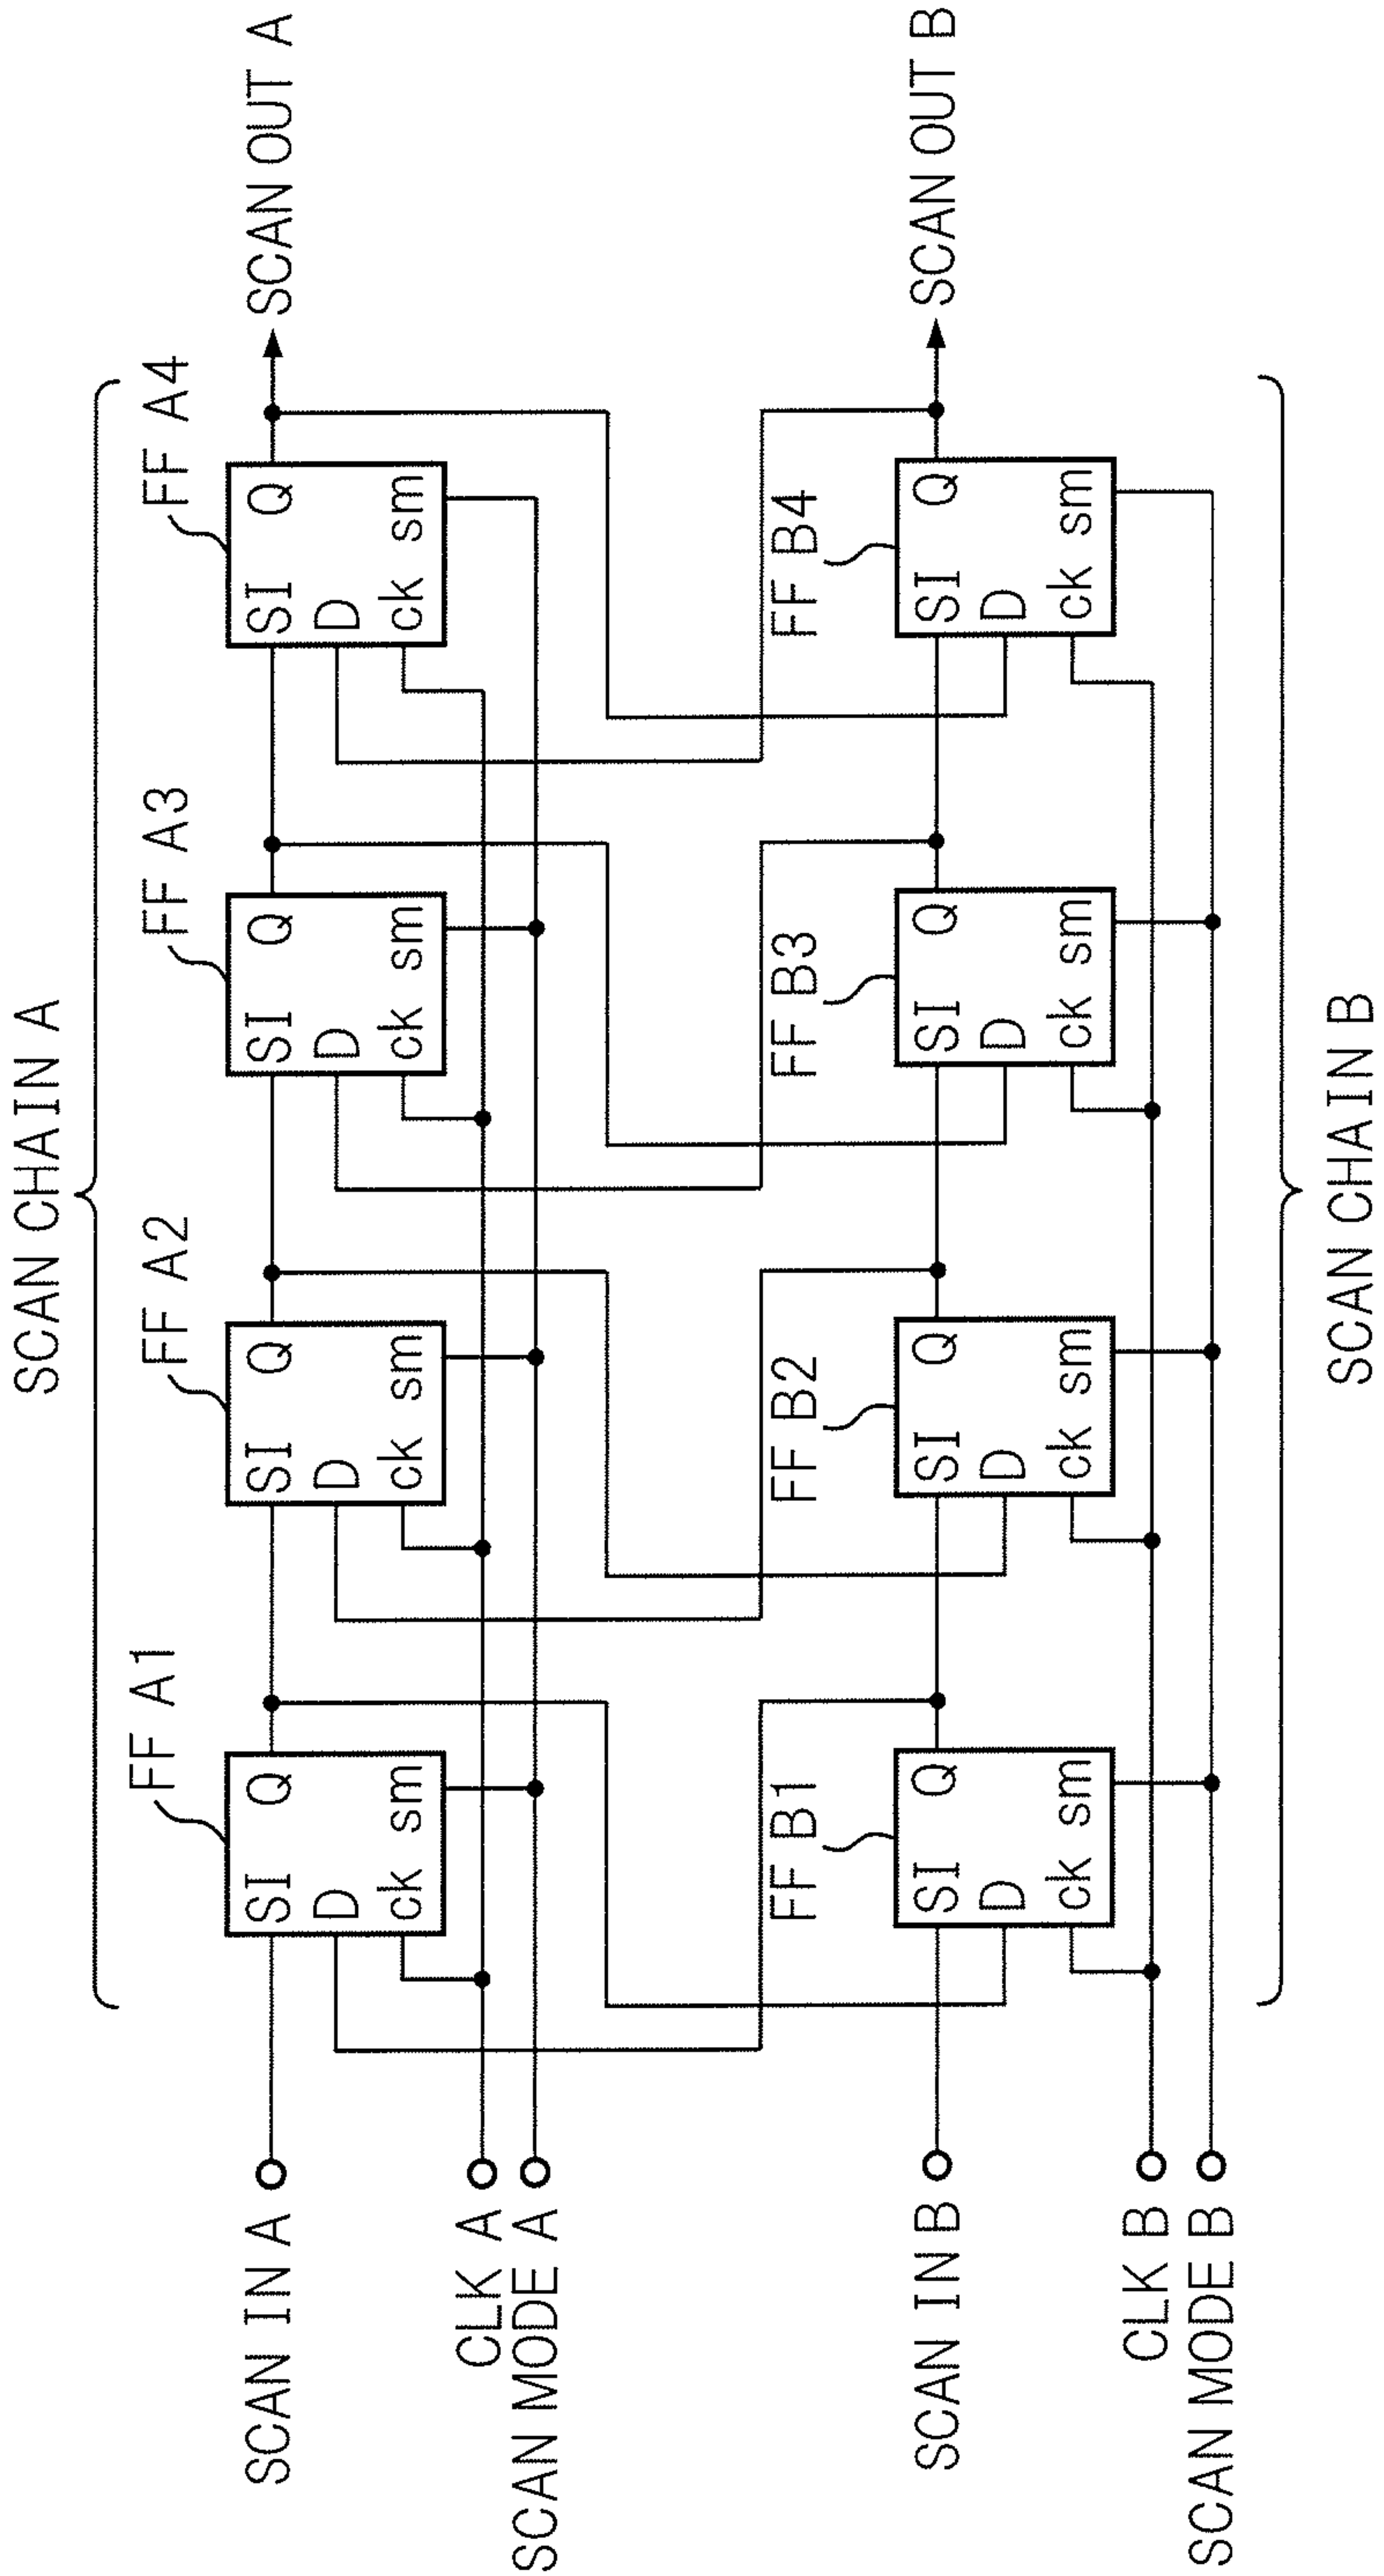 SCAN CHAIN A
FF A1
FF A2
FF A3
FF A4
SCAN IN A
SI Q
D
ck sm
SI Q
D
ck sm
SI Q
D
ck sm
SI Q
D
ck sm
SCAN OUT A
CLK A
SCAN MODE A
FF B1
FF B2
FF B3
FF B4
SCAN IN B
SI Q
D
ck sm
SI Q
D
ck sm
SI Q
D
ck sm
SI Q
D
ck sm
SCAN OUT B
CLK B
SCAN MODE B
SCAN CHAIN B